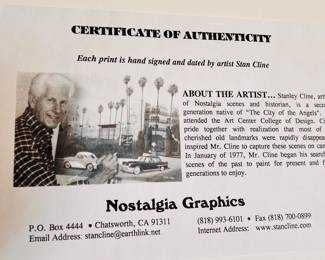 CERTIFICATE OF AUTHENTICITY
Each print is hand signed and dated by artist Stan Cline
ABOUT THE ARTIST... Stanley Cline,
of Nostalgia scenes and historian, is a
generation native of "The City of the Angels".
attended the Art Center College of Design.
pride together with realization that most of
cherished old landmarks were rapidly
inspired Mr. Cline to capture these scenes on
In January of 1977, Mr. Cline began his
scenes of the past to paint for present and
generations to enjoy.
Nostalgia Graphics
P.O. Box 4444 • Chatsworth, CA 91311
(818) 993-6101 • Fax (818) 700-0899
Email Address: stancline@earthlink.net
Internet Address: www.stancline.com